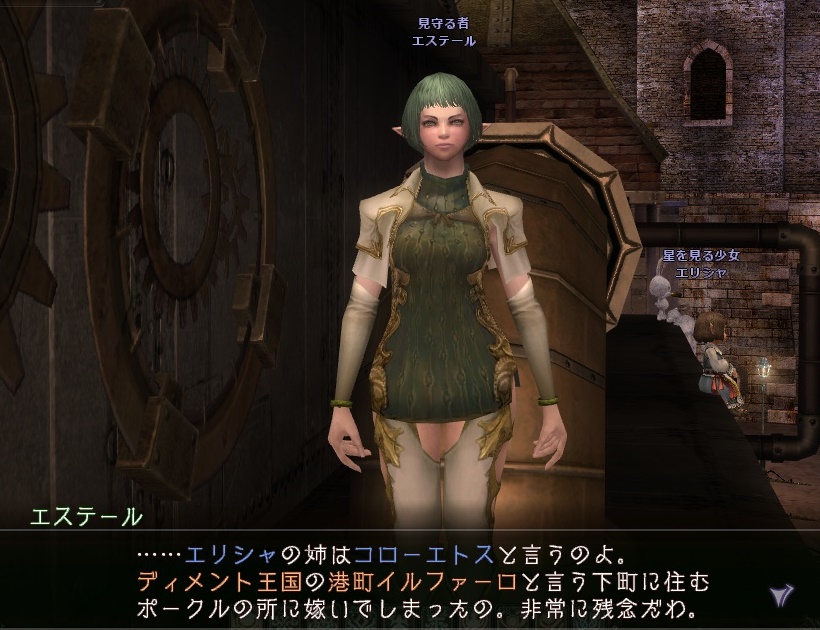 見守る者
エステール
星を見る少女
エリシャ
エステール
……エリシャの姉はコローエトスと言うのよ。
ディメント王国の港町イルファーロと言う下町に住む
ポークルの所に嫁いでしまったの。非常に残念だわ。